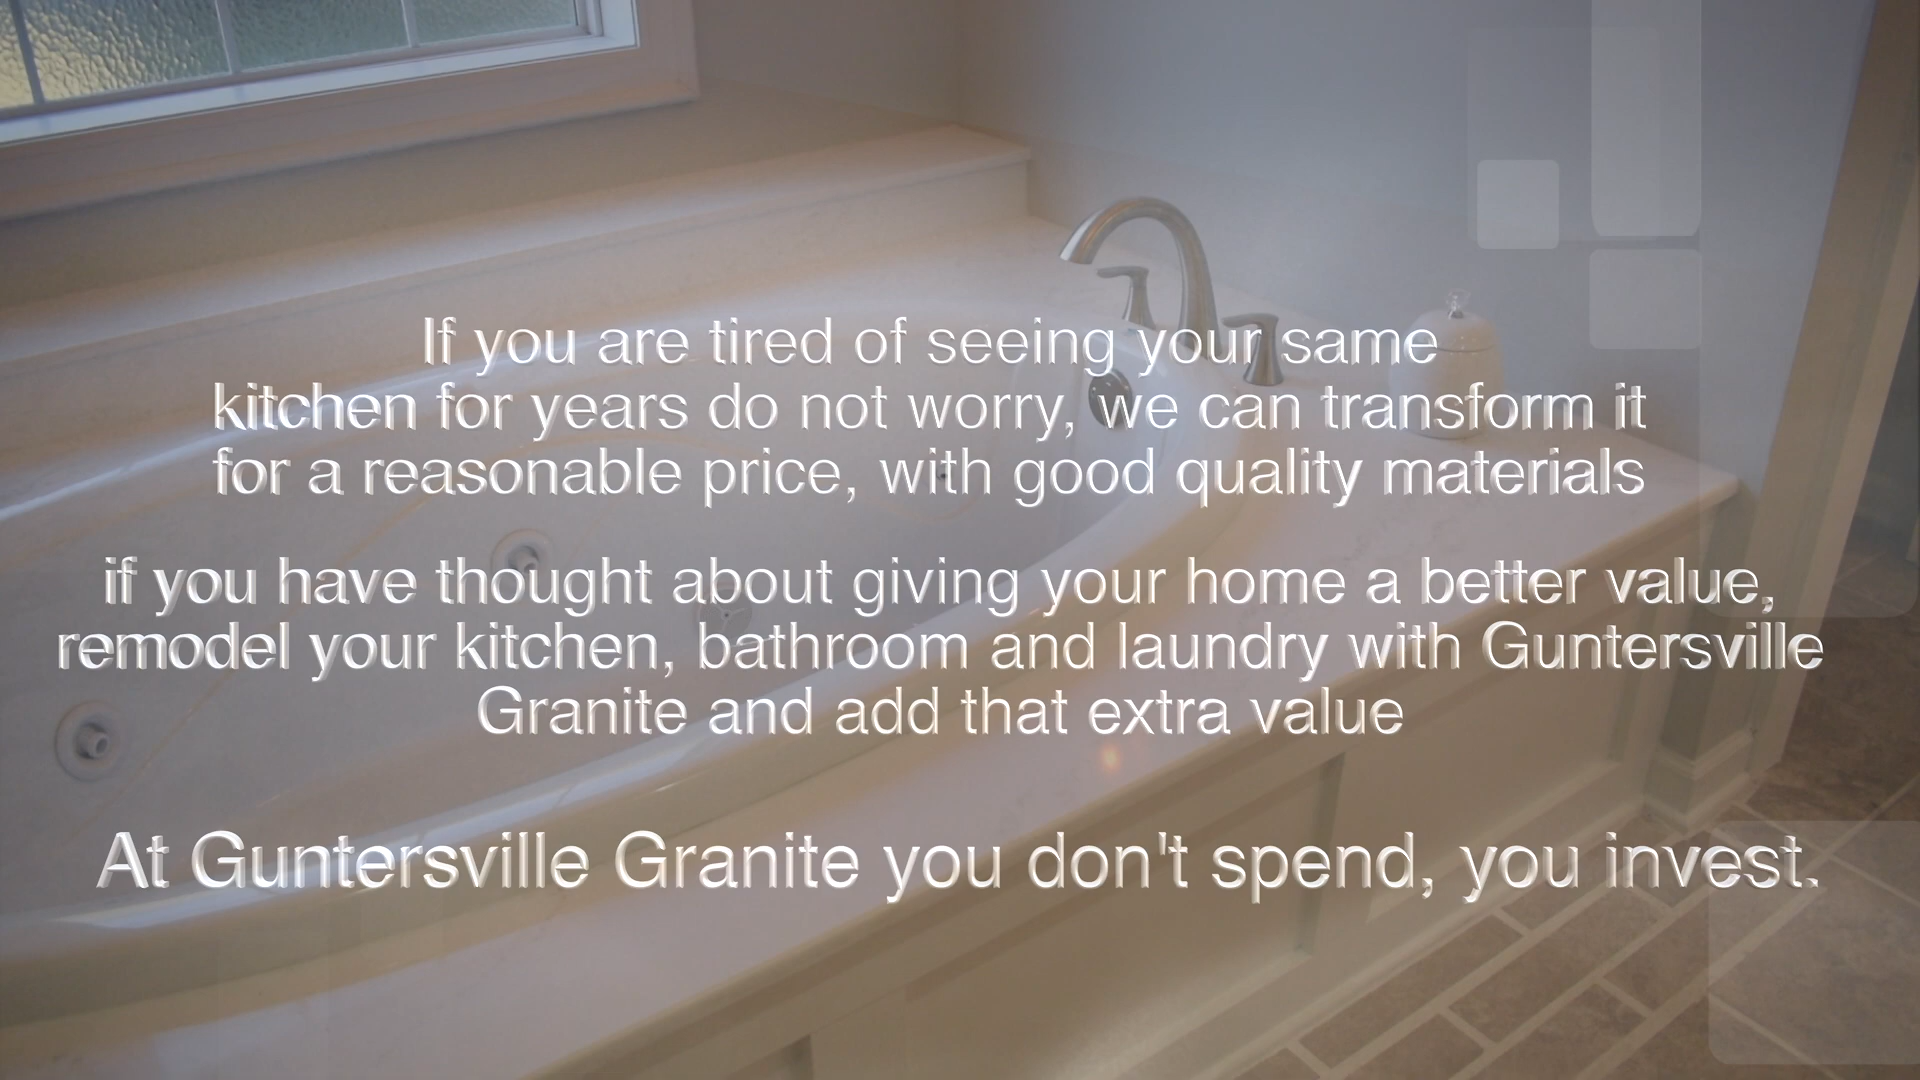 If you are tired of seeing your same
kitchen for years do not worry, we can transform it
for a reasonable price, with good quality materials
if you have thought about giving your home a better value,
remodel your kitchen, bathroom and laundry with Guntersville
Granite and add that extra value
At Guntersville Granite you don't spend, you invest.